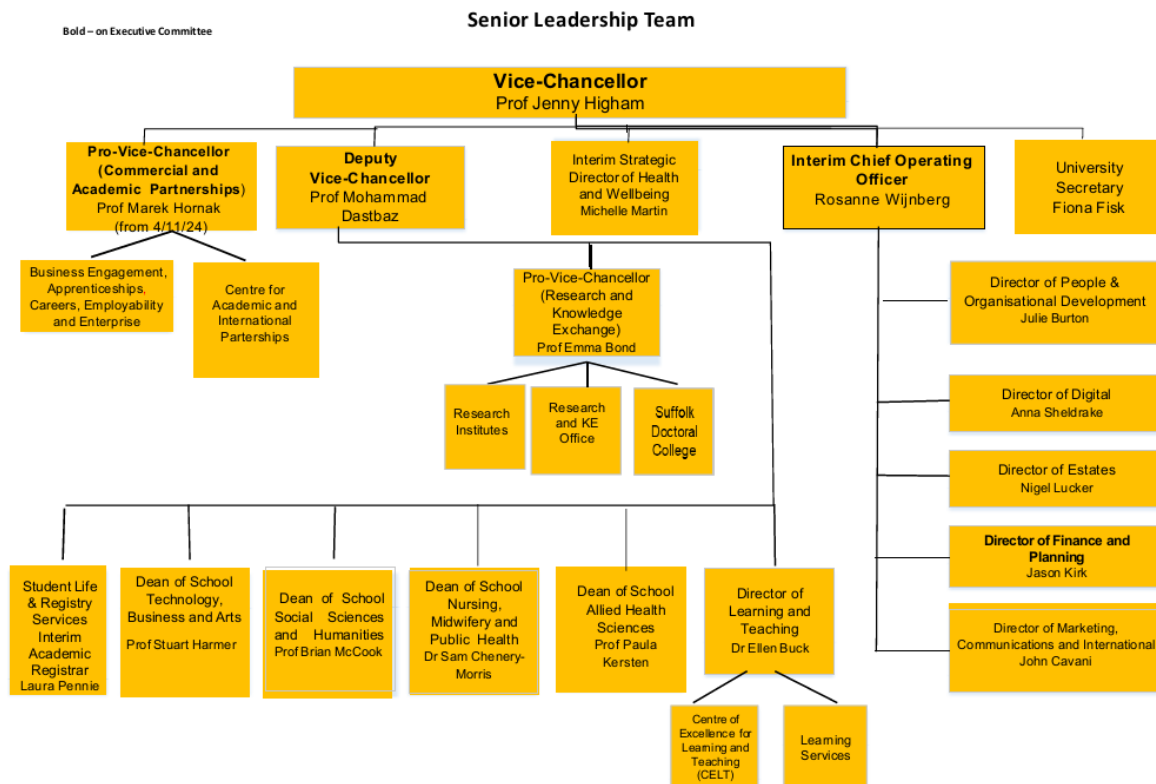 Senior Leadership Team
Bold – on Executive Committee
Vice-Chancellor
Prof Jenny Higham
Pro-Vice-Chancellor
(Commercial and
Academic Partnerships)
Prof Marek Hornak
(from 4/11/24)
Deputy
Vice-Chancellor
Prof Mohammad
Dastbaz
Interim Strategic
Director of Health
and Wellbeing
Michelle Martin
Interim Chief Operating
Officer
Rosanne Wijnberg
University
Secretary
Fiona Fisk
Business Engagement,
Apprenticeships,
Careers, Employability
and Enterprise
Centre for
Academic and
International
Parterships
Pro-Vice-Chancellor
(Research and
Knowledge
Exchange)
Prof Emma Bond
Director of People &
Organisational Development
Julie Burton
Research
Institutes
Research
and KE
Office
Suffolk
Doctoral
College
Director of Digital
Anna Sheldrake
Director of Estates
Nigel Lucker
Director of Finance and
Planning
Jason Kirk
Director of Marketing,
Communications and International
John Cavani
Student Life
& Registry
Services
Interim
Academic
Registrar
Laura Pennie
Dean of School
Technology,
Business and Arts
Prof Stuart Harmer
Dean of School
Social Sciences
and Humanities
Prof Brian McCook
Dean of School
Nursing,
Midwifery and
Public Health
Dr Sam Chenery-
Morris
Dean of School
Allied Health
Sciences
Prof Paula
Kersten
Director of
Learning and
Teaching
Dr Ellen Buck
Centre of
Excellence for
Learning and
Teaching
(CELT)
Learning
Services